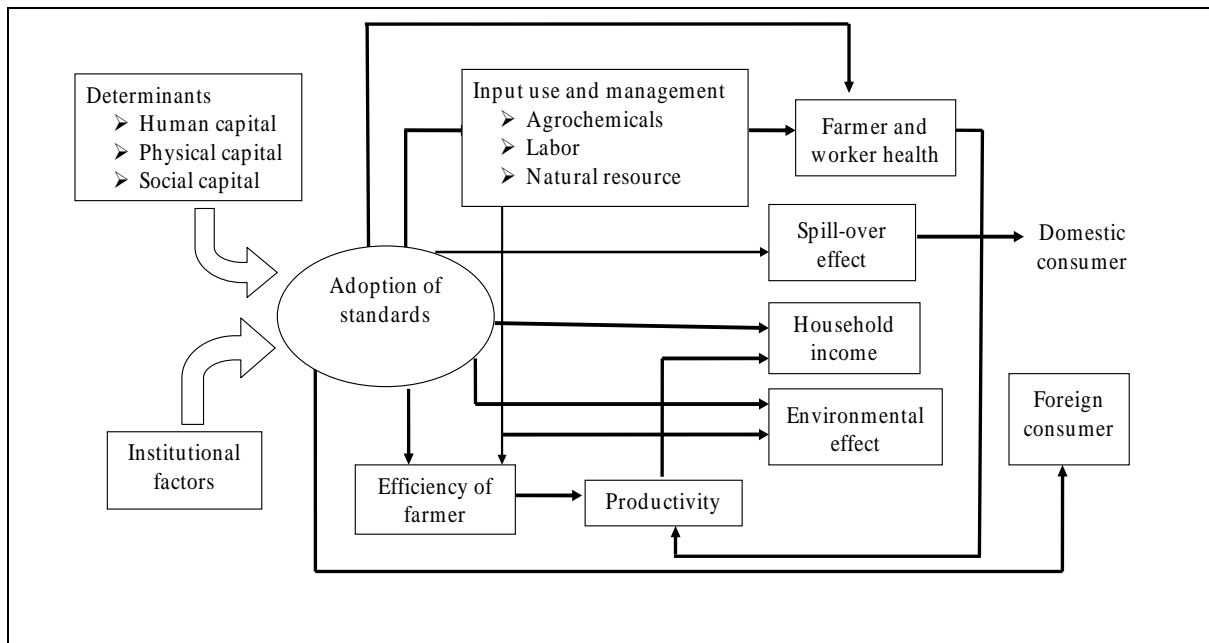 Determinants
➢ Human capital
➢ Physical capital
➢ Social capital
Input use and management
➢ Agrochemicals
➢ Labor
➢ Natural resource
Farmer and
worker health
Spill-over
effect
Domestic
consumer
Adoption of
standards
Household
income
Environmental
effect
Foreign
consumer
Institutional
factors
Efficiency of
farmer
Productivity